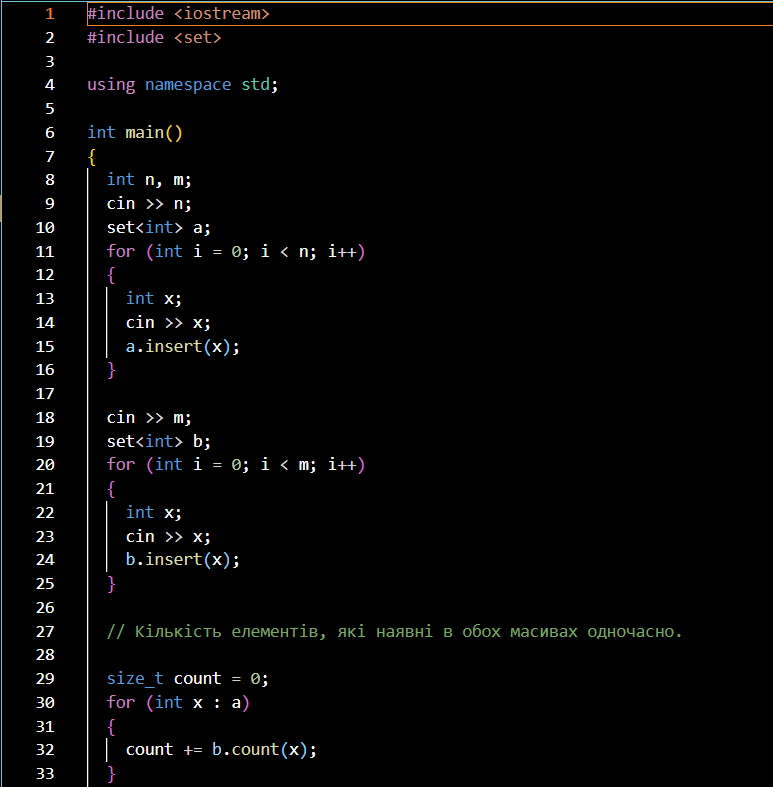 1 #include <iostream>
2 #include <set>
3
4 using namespace std;
5
6 int main()
7 {
8 int n, m;
9 cin >> n;
10 set<int> a;
11 for (int i = 0; i < n; i++)
12 {
13 int x;
14 cin >> x;
15 a.insert(x);
16 }
17
18 cin >> m;
19 set<int> b;
20 for (int i = 0; i < m; i++)
21 {
22 int x;
23 cin >> x;
24 b.insert(x);
25 }
26
27 // Кількість елементів, які наявні в обох масивах одночасно.
28
29 size_t count = 0;
30 for (int x : a)
31 {
32 count += b.count(x);
33 }